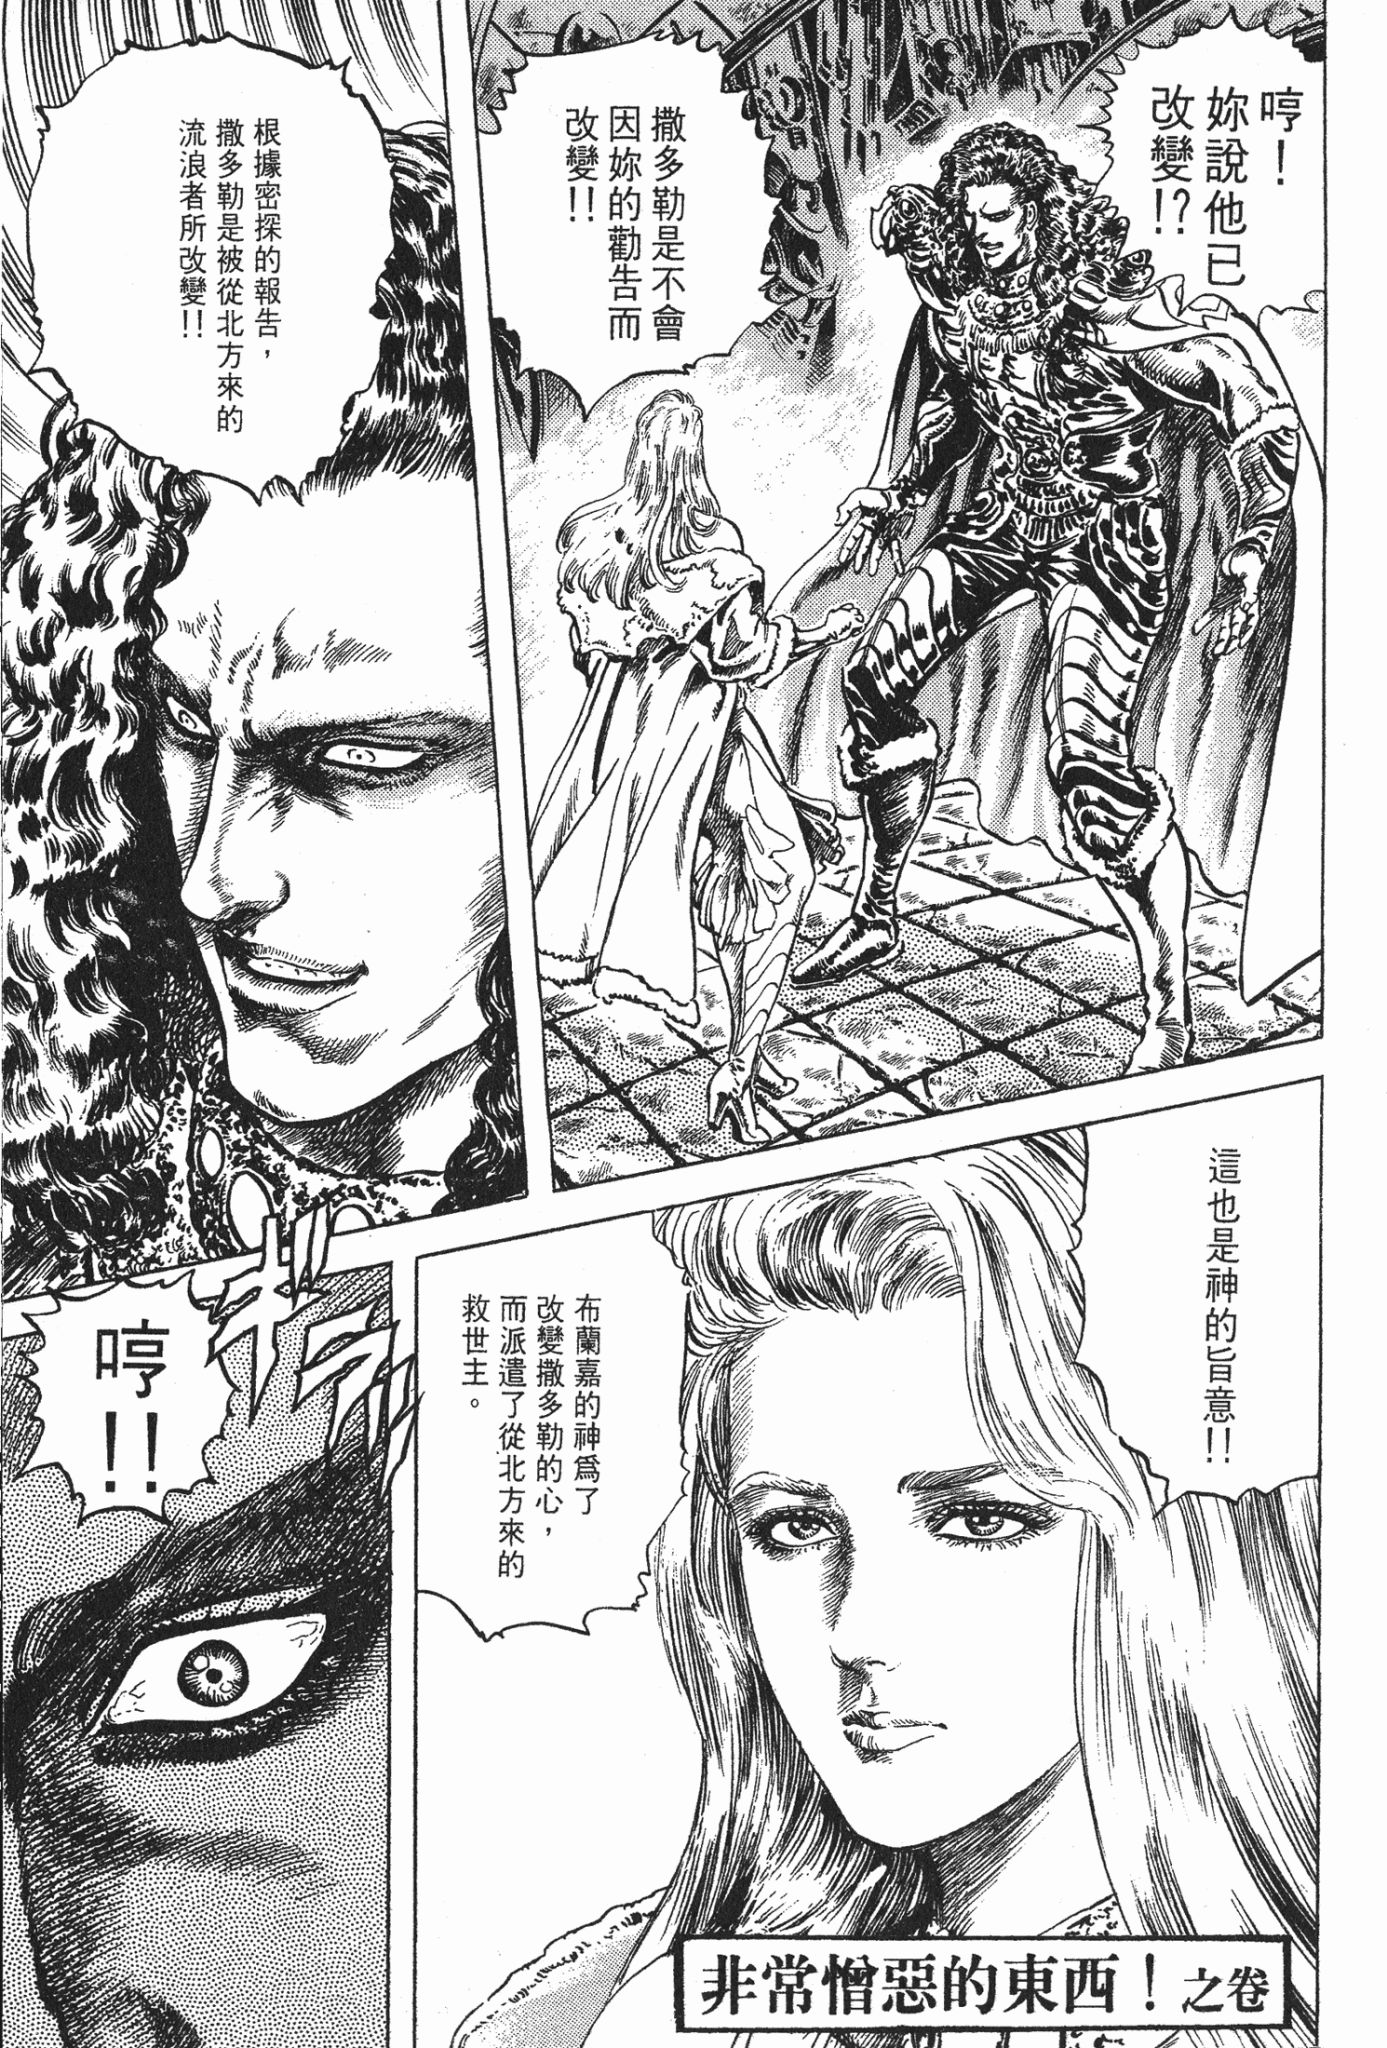 哼！
妳說他已
改變!?
撒多勒是不會
因妳的勸告而
改變!!
根據密探的報告，
撒多勒是被從北方來的
流浪者所改變!!
這也是神的旨意!!
布蘭嘉的神為了
改變撒多勒的心，
而派遣了從北方來的
救世主。
ギラッ
哼!!
非常憎惡的東西！之卷